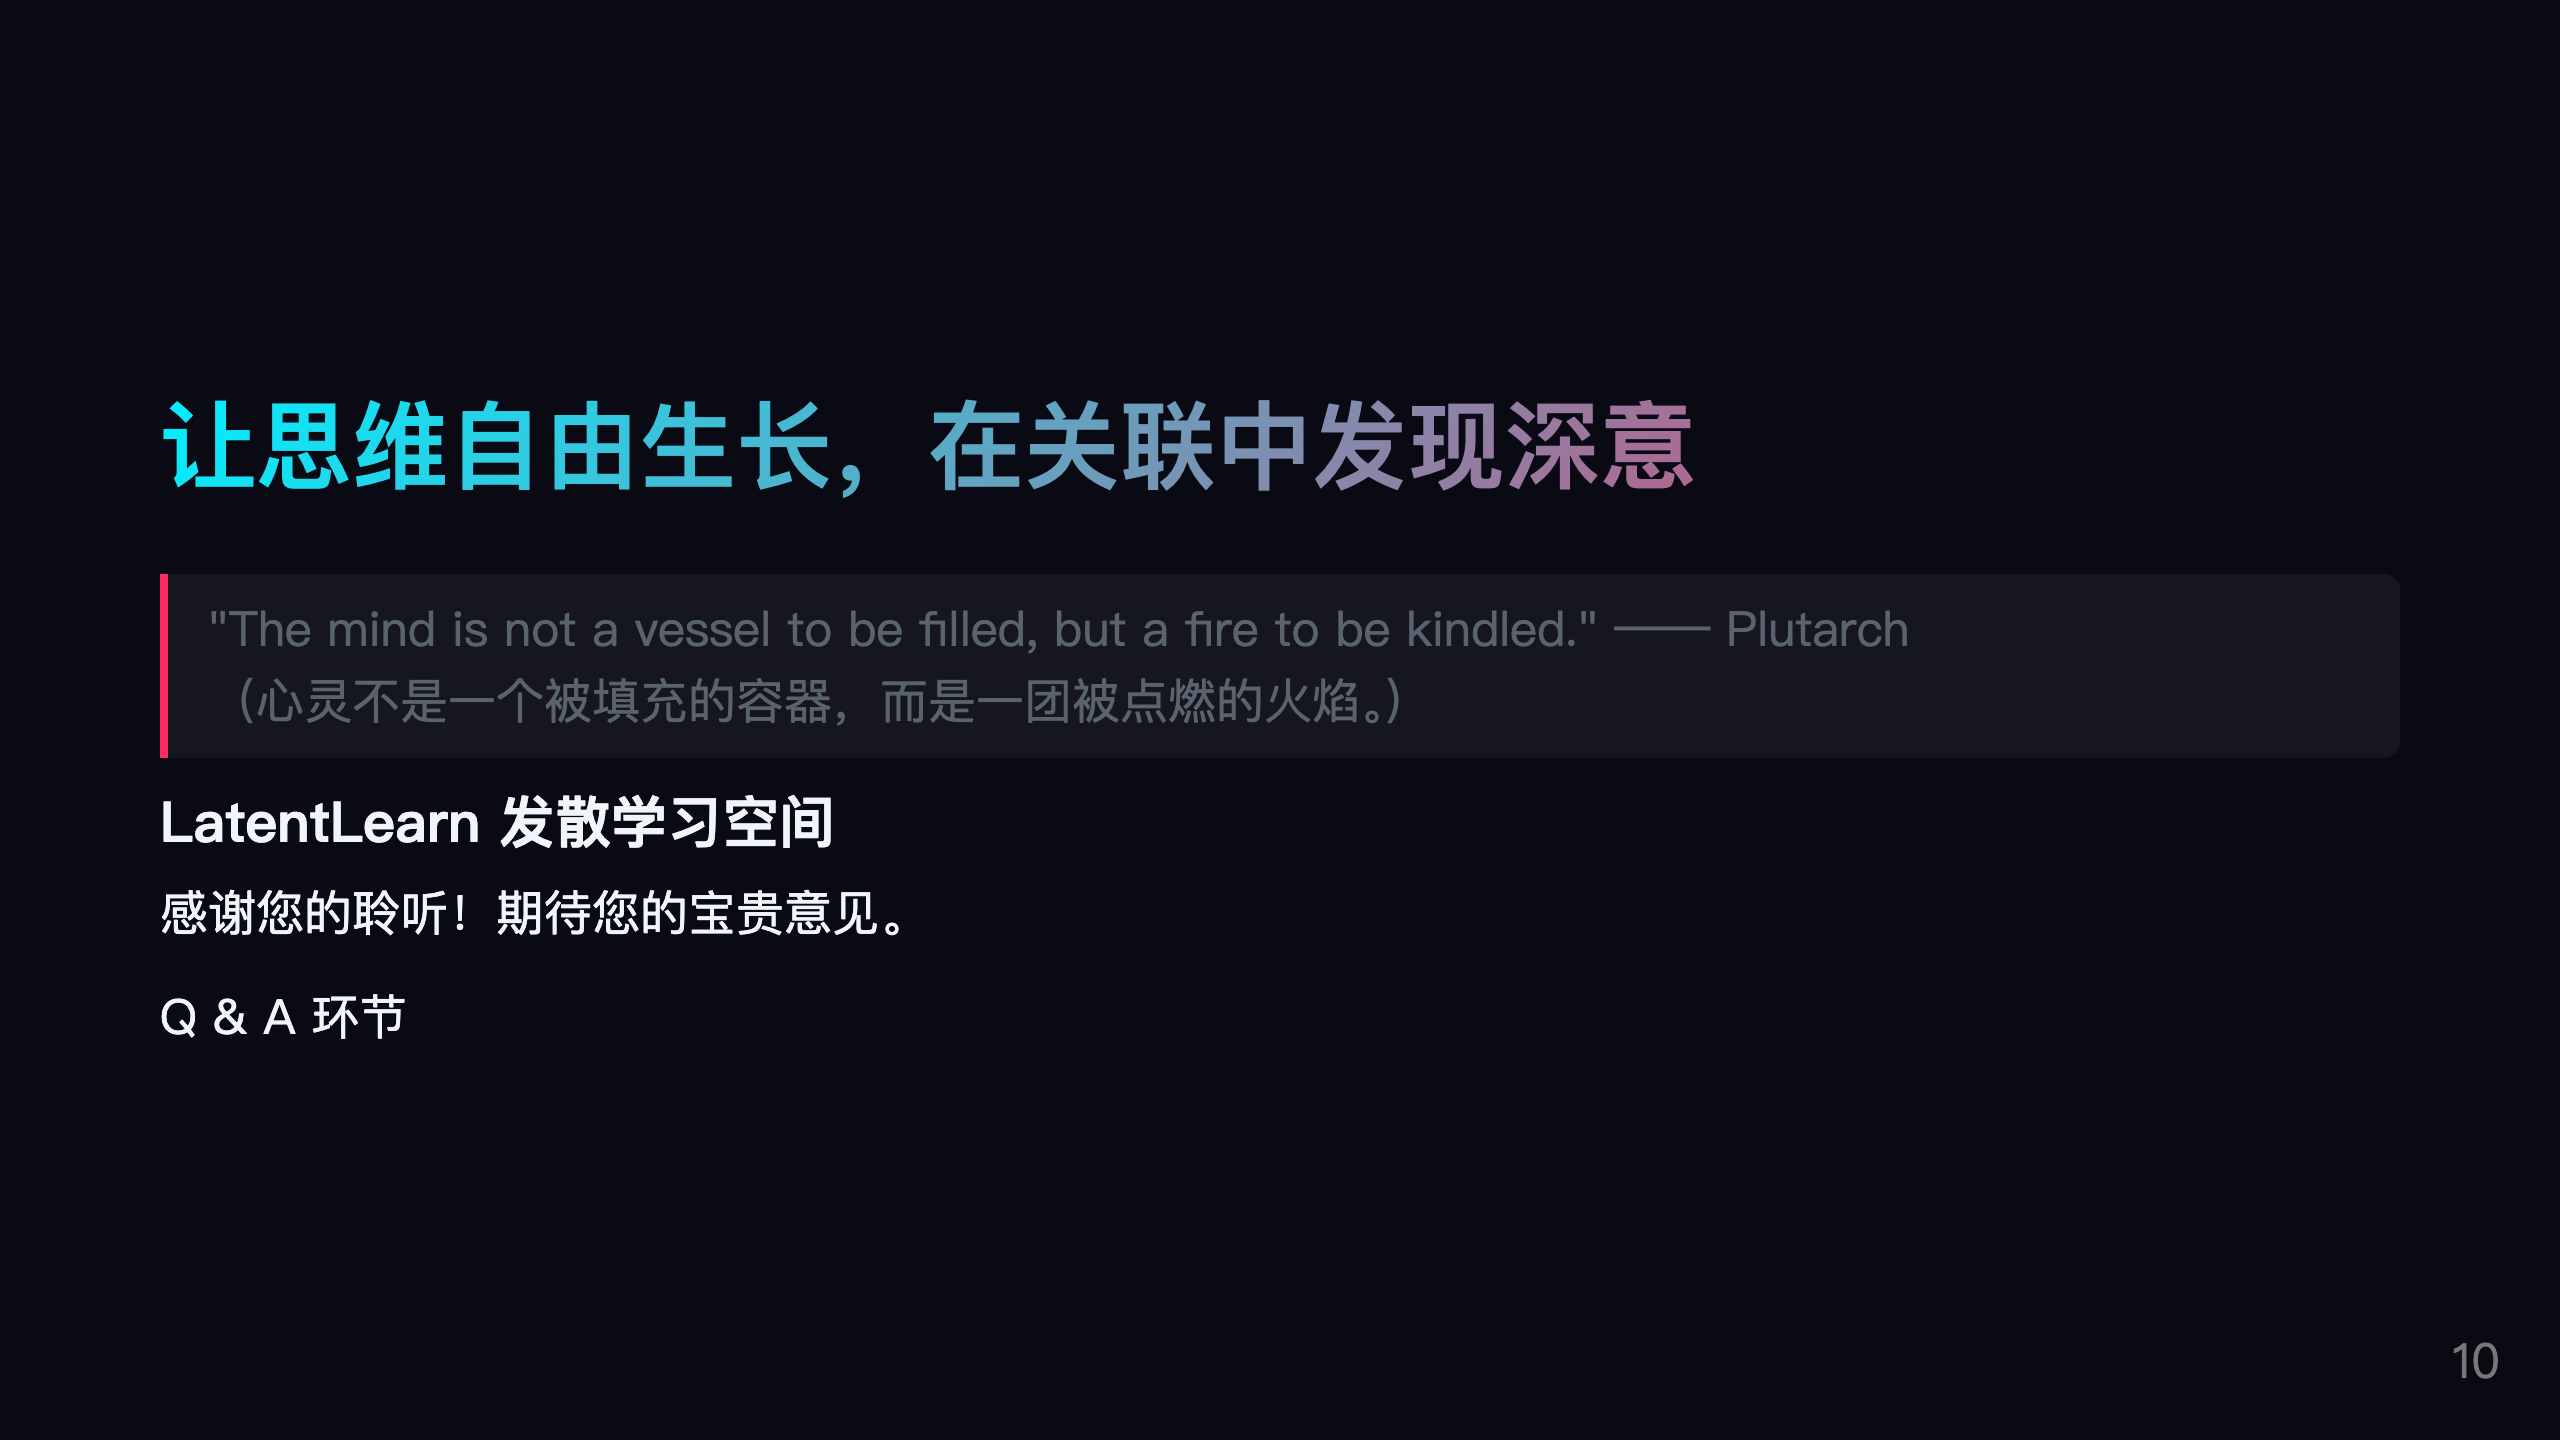 让思维自由生长，在关联中发现深意
"The mind is not a vessel to be filled, but a fire to be kindled." —— Plutarch
（心灵不是一个被填充的容器，而是一团被点燃的火焰。）
LatentLearn 发散学习空间
感谢您的聆听！期待您的宝贵意见。
Q & A 环节
10